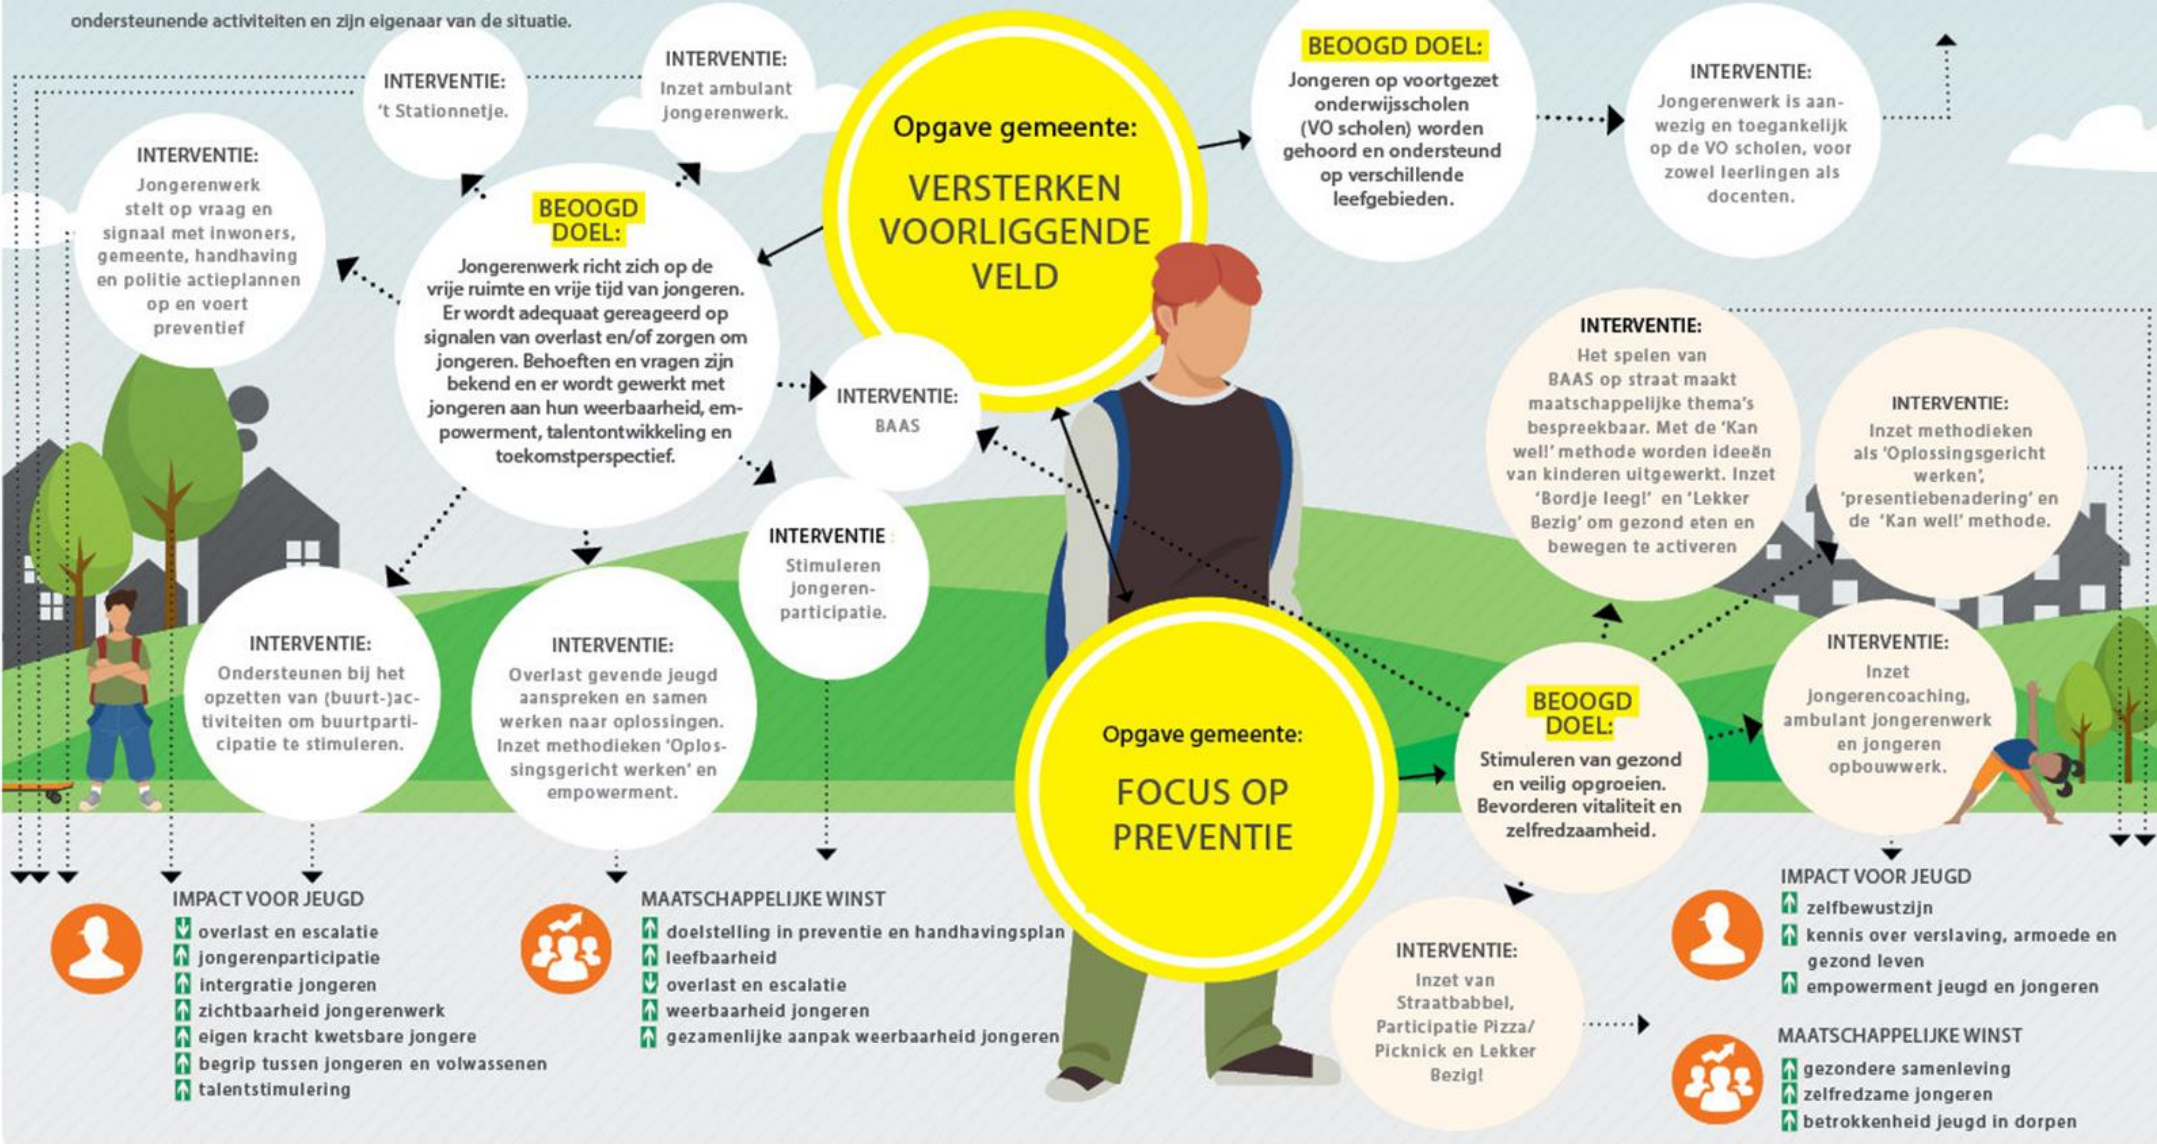 ondersteunende activiteiten en zijn eigenaar van de situatie.
INTERVENTIE:
't Stationnetje.
INTERVENTIE:
Inzet ambulant
jongerenwerk.
INTERVENTIE:
Jongerenwerk
stelt op vraag en
signaal met inwoners,
gemeente, handhaving
en politie actieplannen
op en voert
preventief
BEOOGD
DOEL:
Jongerenwerk richt zich op de
vrije ruimte en vrije tijd van jongeren.
Er wordt adequaat gereageerd op
signalen van overlast en/of zorgen om
jongeren. Behoeften en vragen zijn
bekend en er wordt gewerkt met
jongeren aan hun weerbaarheid, em-
powerment, talentontwikkeling en
toekomstperspectief.
Opgave gemeente:
VERSTERKEN
VOORLIGGENDE
VELD
BEOOGD DOEL:
Jongeren op voortgezet
onderwijsscholen
(VO scholen) worden
gehoord en ondersteund
op verschillende
leefgebieden.
INTERVENTIE:
Jongerenwerk is aan-
wezig en toegankelijk
op de VO scholen, voor
zowel leerlingen als
docenten.
INTERVENTIE:
BAAS
INTERVENTIE :
Stimuleren
jongeren-
participatie.
INTERVENTIE:
Ondersteunen bij het
opzetten van (buurt-)ac-
tiviteiten om buurtparti-
cipatie te stimuleren.
INTERVENTIE:
Overlast gevende jeugd
aanspreken en samen
werken naar oplossingen.
Inzet methodieken 'Oplos-
singsgericht werken' en
empowerment.
INTERVENTIE:
Het spelen van
BAAS op straat maakt
maatschappelijke thema's
bespreekbaar. Met de 'Kan
wel!' methode worden ideeën
van kinderen uitgewerkt. Inzet
'Bordje leeg!' en 'Lekker
Bezig' om gezond eten en
bewegen te activeren
INTERVENTIE:
Inzet methodieken
als 'Oplossingsgericht
werken',
'presentiebenadering' en
de 'Kan wel!' methode.
INTERVENTIE:
Inzet
jongerencoaching,
ambulant jongerenwerk
en jongeren
opbouwwerk.
BEOOGD
DOEL:
Stimuleren van gezond
en veilig opgroeien.
Bevorderen vitaliteit en
zelfredzaamheid.
Opgave gemeente:
FOCUS OP
PREVENTIE
INTERVENTIE:
Inzet van
Straatbabbel,
Participatie Pizza/
Picknick en Lekker
Bezig!
IMPACT VOOR JEUGD
overlast en escalatie
jongerenparticipatie
intergratie jongeren
zichtbaarheid jongerenwerk
eigen kracht kwetsbare jongere
begrip tussen jongeren en volwassenen
talentstimulering
MAATSCHAPPELIJKE WINST
doelstelling in preventie en handhavingsplan
leefbaarheid
overlast en escalatie
weerbaarheid jongeren
gezamenlijke aanpak weerbaarheid jongeren
IMPACT VOOR JEUGD
zelfbewustzijn
kennis over verslaving, armoede en
gezond leven
empowerment jeugd en jongeren
MAATSCHAPPELIJKE WINST
gezondere samenleving
zelfredzame jongeren
betrokkenheid jeugd in dorpen